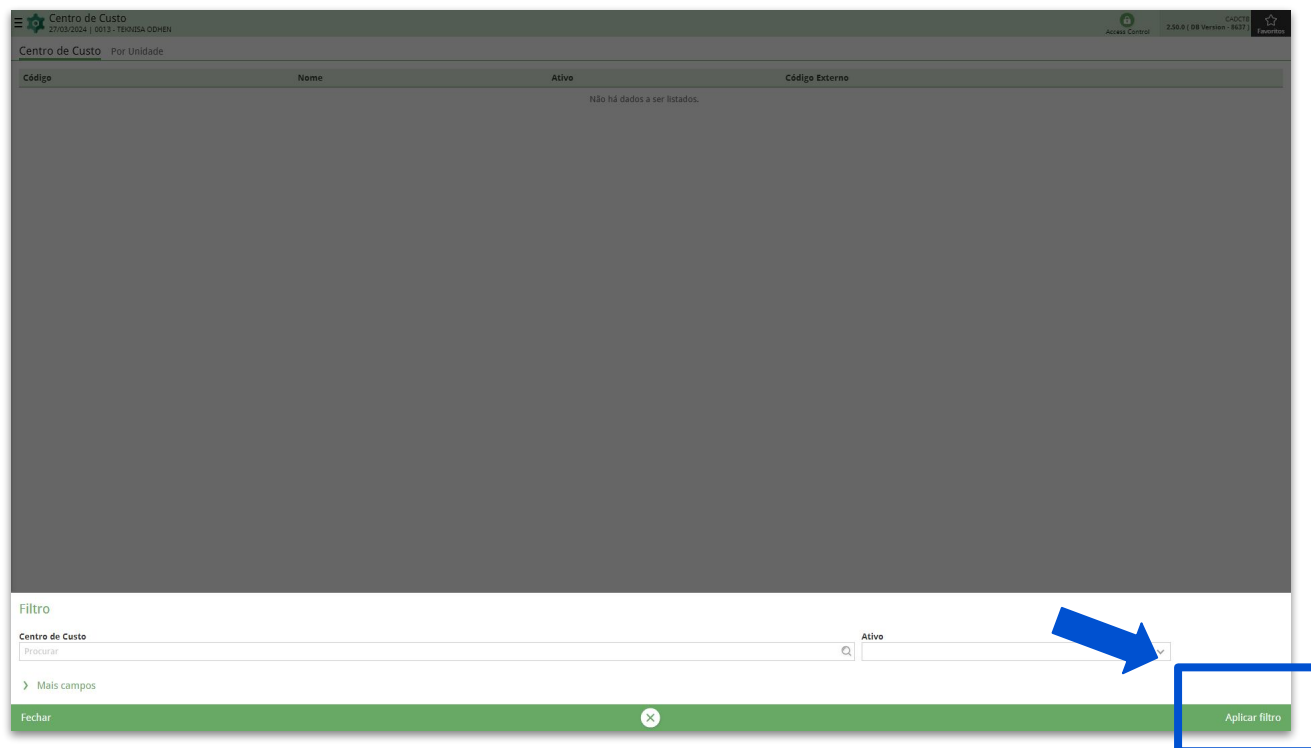 Centro de Custo
27/03/2024 | 0013 - TEKNISA ODHEN
Access Control
CADCTB
2.50.0 ( DB Version - 8637 )
Favoritos
Centro de Custo Por Unidade
Código Nome Ativo Código Externo
Não há dados a ser listados.
Filtro
Centro de Custo Ativo
Procurar
Mais campos
Fechar Aplicar filtro